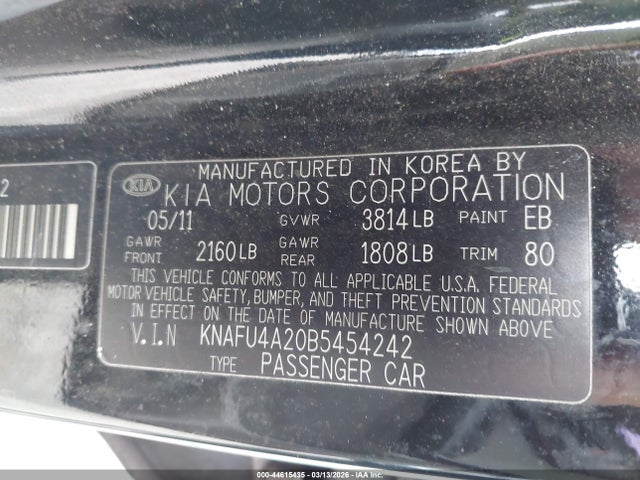 2
MANUFACTURED IN KOREA BY
KIA KIA MOTORS CORPORATION
05/11 GVWR 3814 LB PAINT EB
GAWR FRONT 2160 LB GAWR REAR 1808 LB TRIM 80
THIS VEHICLE CONFORMS TO ALL APPLICABLE U.S.A. FEDERAL
MOTOR VEHICLE SAFETY, BUMPER, AND THEFT PREVENTION STANDARDS
IN EFFECT ON THE DATE OF MANUFACTURE SHOWN ABOVE
V.I.N KNAFU4A20B5454242
TYPE PASSENGER CAR
000-44615435 - 03/13/2026 - IAA Inc.